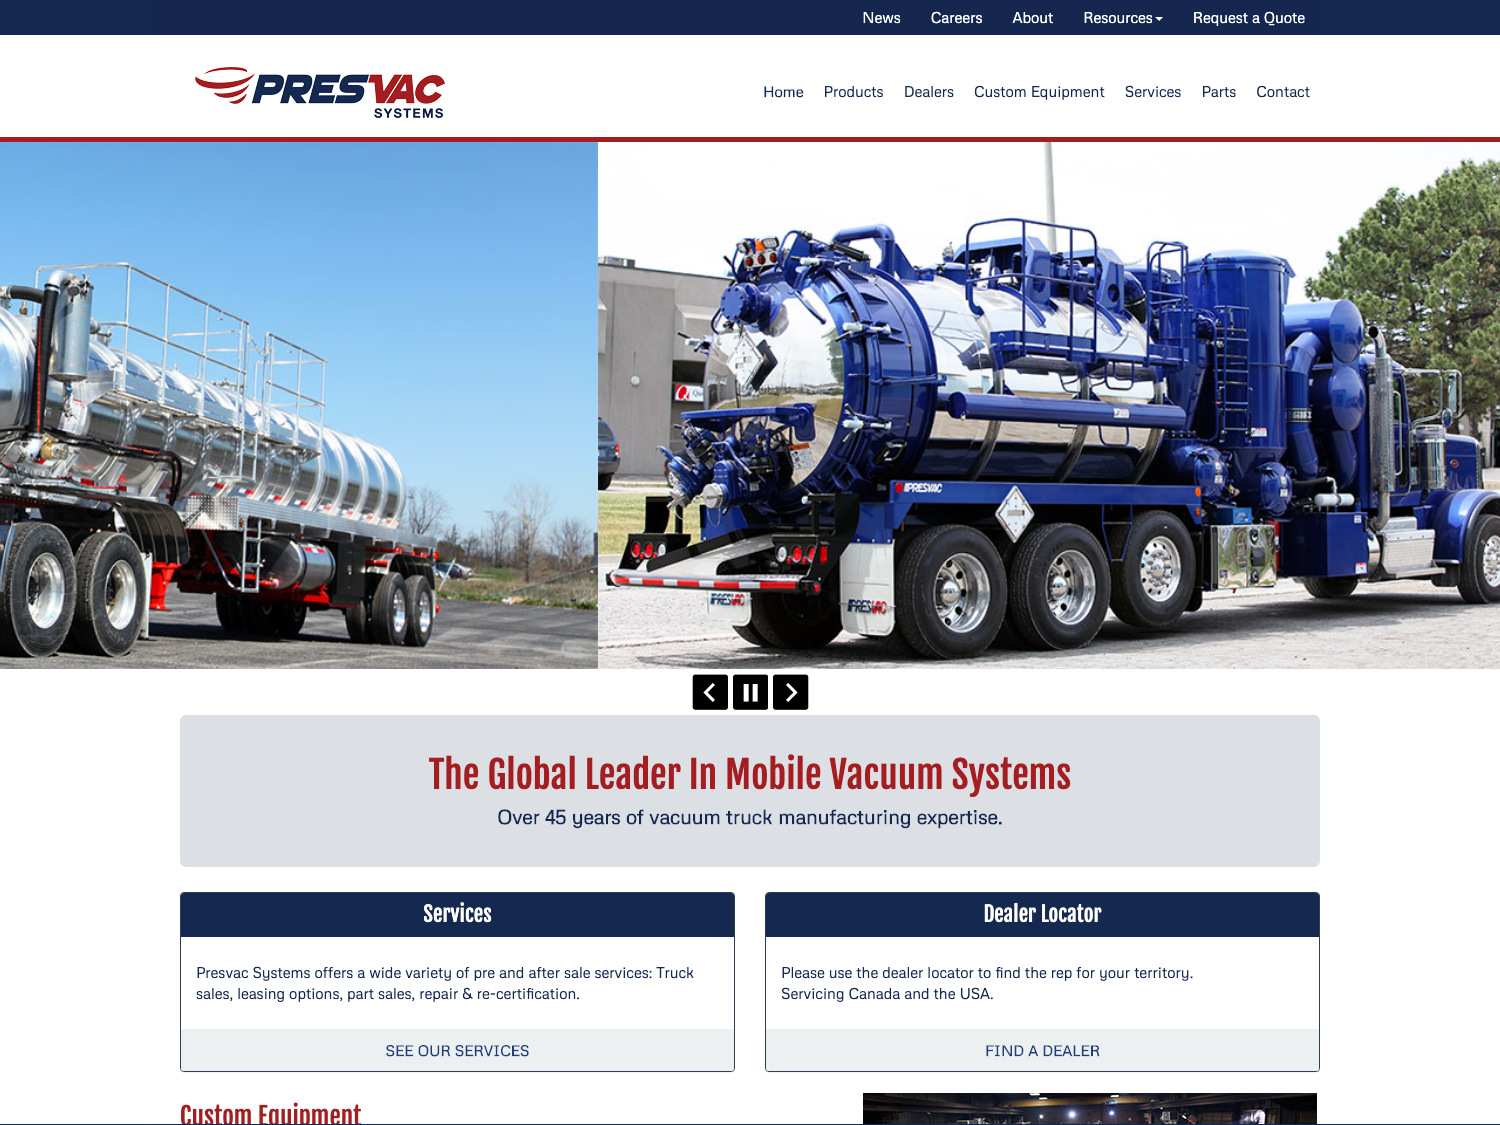 News Careers About Resources Request a Quote
PRESVAC
SYSTEMS
Home Products Dealers Custom Equipment Services Parts Contact
PRESVAC
PRESVAC
PRESVAC
The Global Leader In Mobile Vacuum Systems
Over 45 years of vacuum truck manufacturing expertise.
Services
Presvac Systems offers a wide variety of pre and after sale services: Truck
sales, leasing options, part sales, repair & re-certification.
SEE OUR SERVICES
Dealer Locator
Please use the dealer locator to find the rep for your territory.
Servicing Canada and the USA.
FIND A DEALER
Custom Equipment